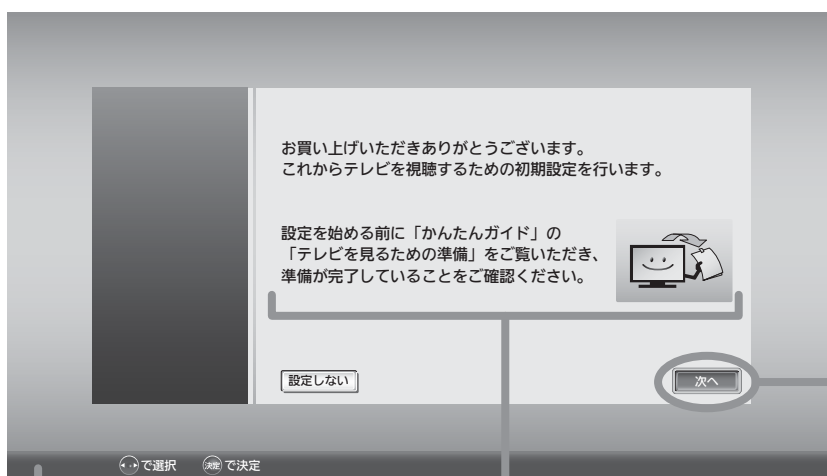 お買い上げいただきありがとうございます。
これからテレビを視聴するための初期設定を行います。
設定を始める前に「かんたんガイド」の
「テレビを見るための準備」をご覧いただき、
準備が完了していることをご確認ください。
設定しない
次へ
で選択 決定で決定